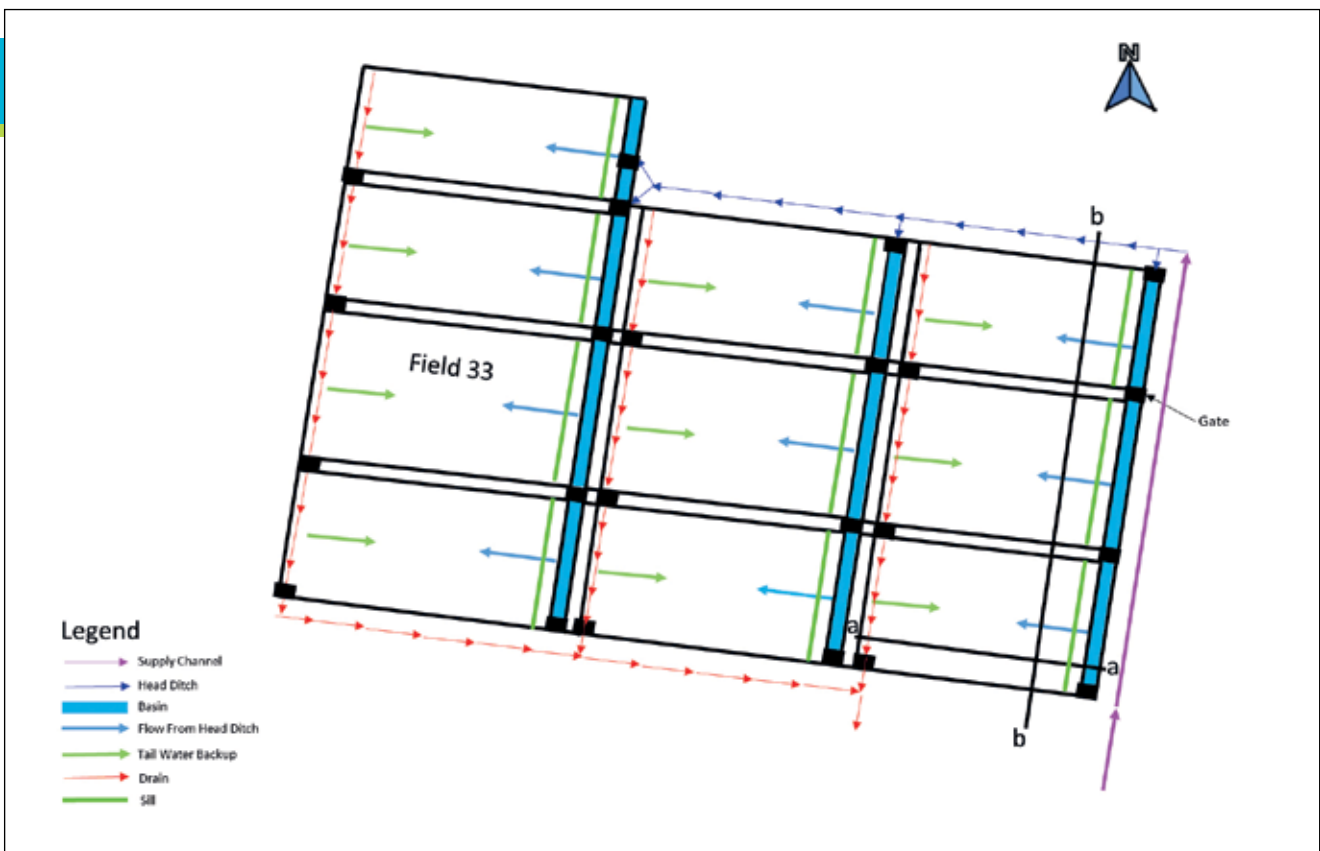 N
b
Field 33
Gate
a
a
b
Legend
Supply Channel
Head Ditch
Basin
Flow From Head Ditch
Tail Water Backup
Drain
Sill